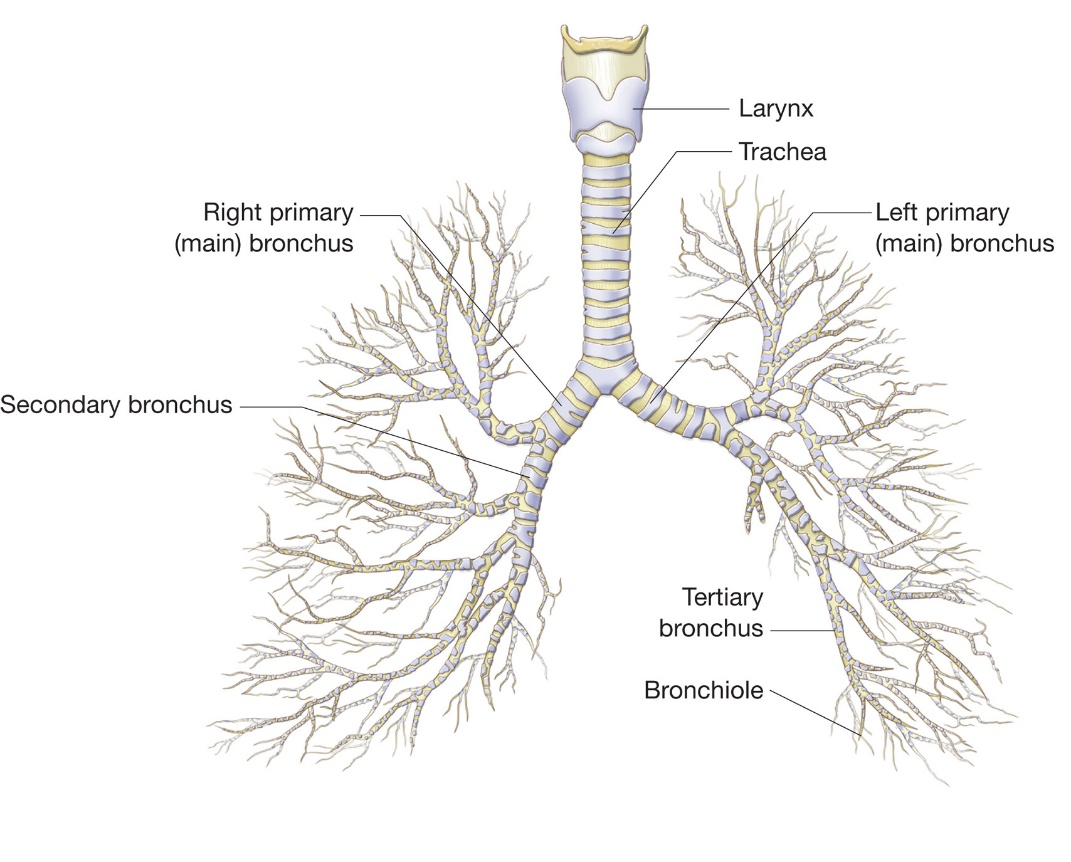 Larynx
Trachea
Right primary
(main) bronchus
Left primary
(main) bronchus
Secondary bronchus
Tertiary
bronchus
Bronchiole